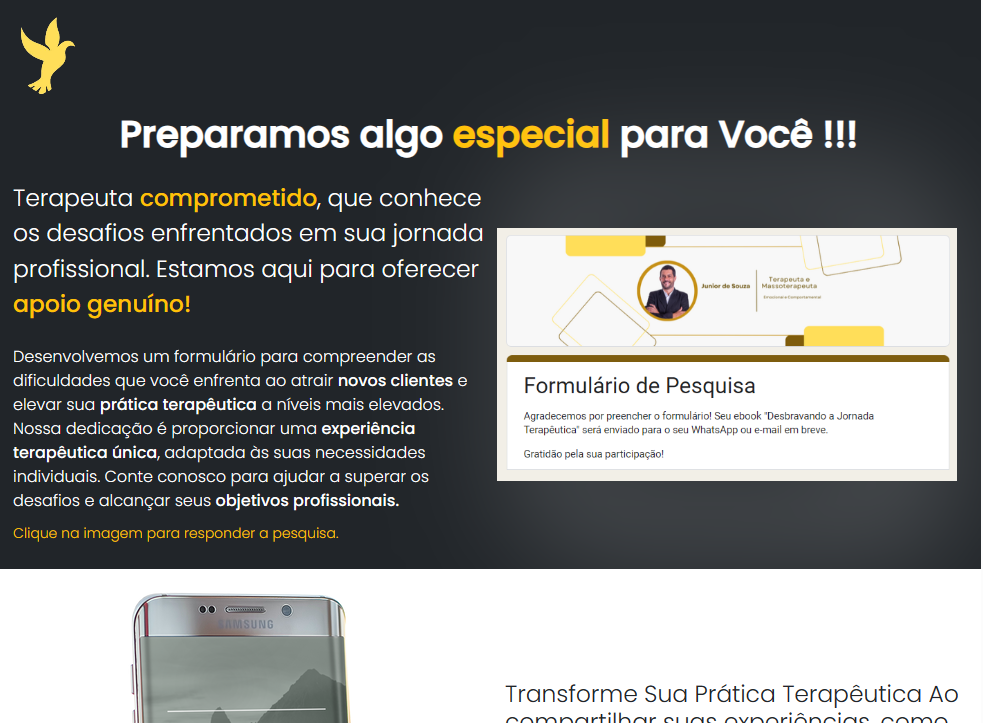 Preparamos algo especial para Você !!!
Terapeuta comprometido, que conhece
os desafios enfrentados em sua jornada
profissional. Estamos aqui para oferecer
apoio genuíno!
Desenvolvemos um formulário para compreender as
dificuldades que você enfrenta ao atrair novos clientes e
elevar sua prática terapêutica a níveis mais elevados.
Nossa dedicação é proporcionar uma experiência
terapêutica única, adaptada às suas necessidades
individuais. Conte conosco para ajudar a superar os
desafios e alcançar seus objetivos profissionais.
Clique na imagem para responder a pesquisa.
Junior de Souza
Terapeuta e
Massoterapeuta
Emocional e Comportamental
Formulário de Pesquisa
Agradecemos por preencher o formulário! Seu ebook "Desbravando a Jornada
Terapêutica" será enviado para o seu WhatsApp ou e-mail em breve.
Gratidão pela sua participação!
SAMSUNG
Transforme Sua Prática Terapêutica Ao
compartilhar suas experiências, como